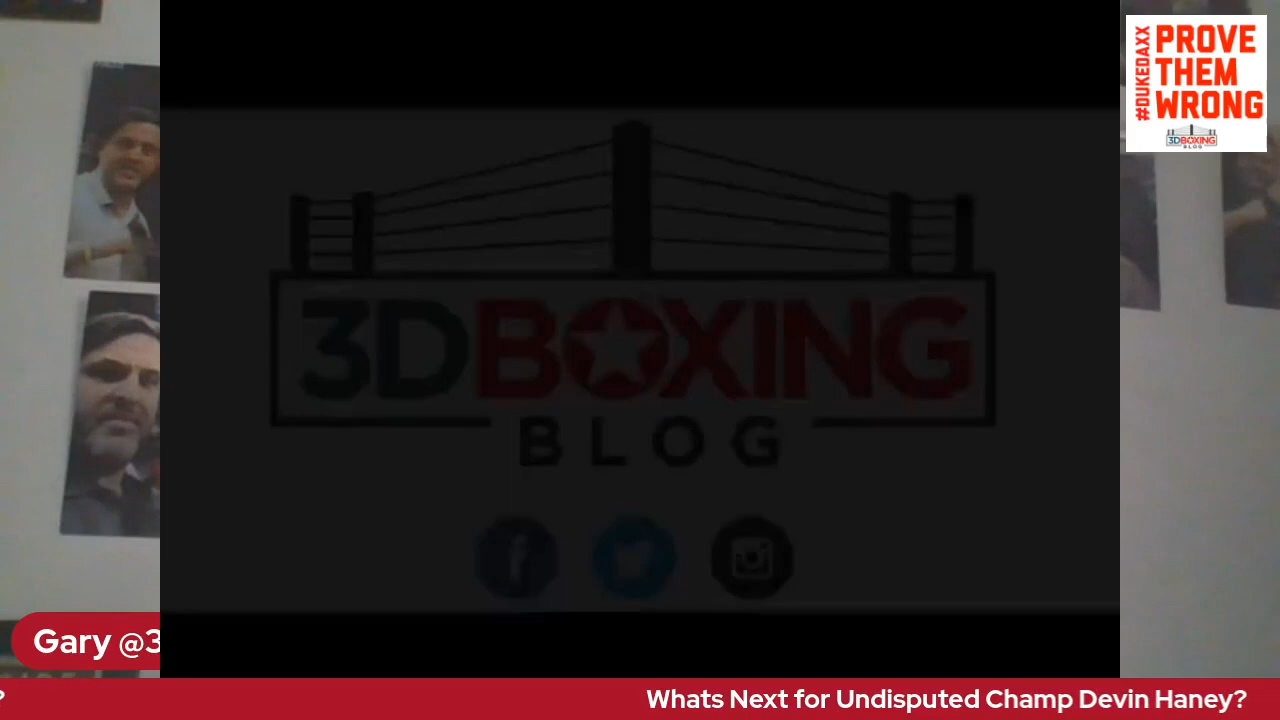 #DUKEDAXX
PROVE
THEM
WRONG
3DBOXING
BLOG
3DBOXING
BLOG
Gary @3
?
Whats Next for Undisputed Champ Devin Haney?